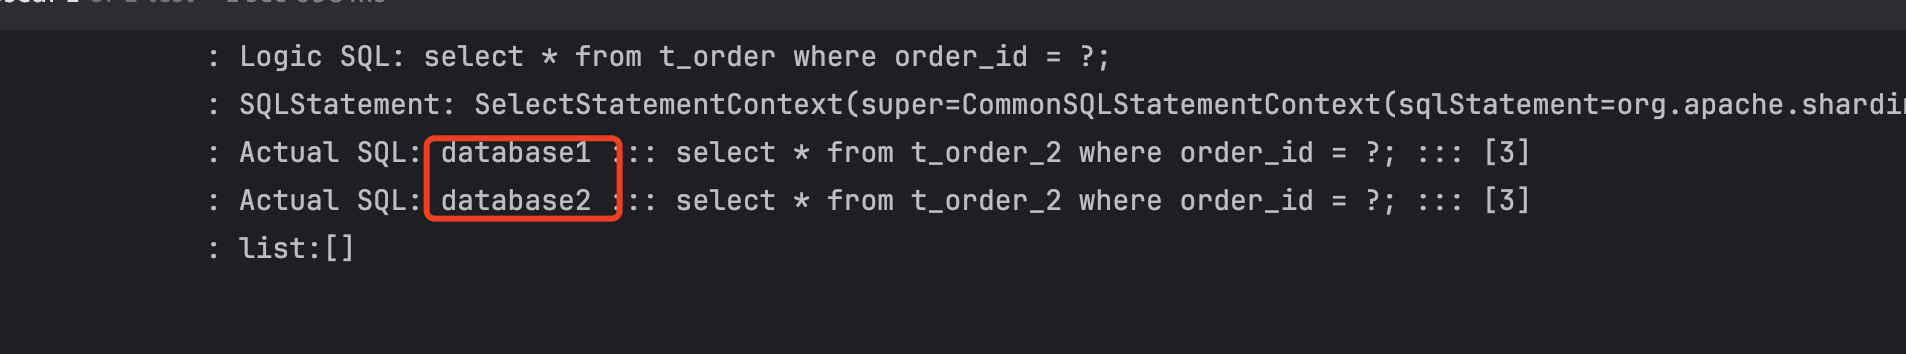 : Logic SQL: select * from t_order where order_id = ?;
: SQLStatement: SelectStatementContext(super=CommonSQLStatementContext(sqlStatement=org.apache.shardi
: Actual SQL: database1 ::: select * from t_order_2 where order_id = ?; ::: [3]
: Actual SQL: database2 ::: select * from t_order_2 where order_id = ?; ::: [3]
: list:[]